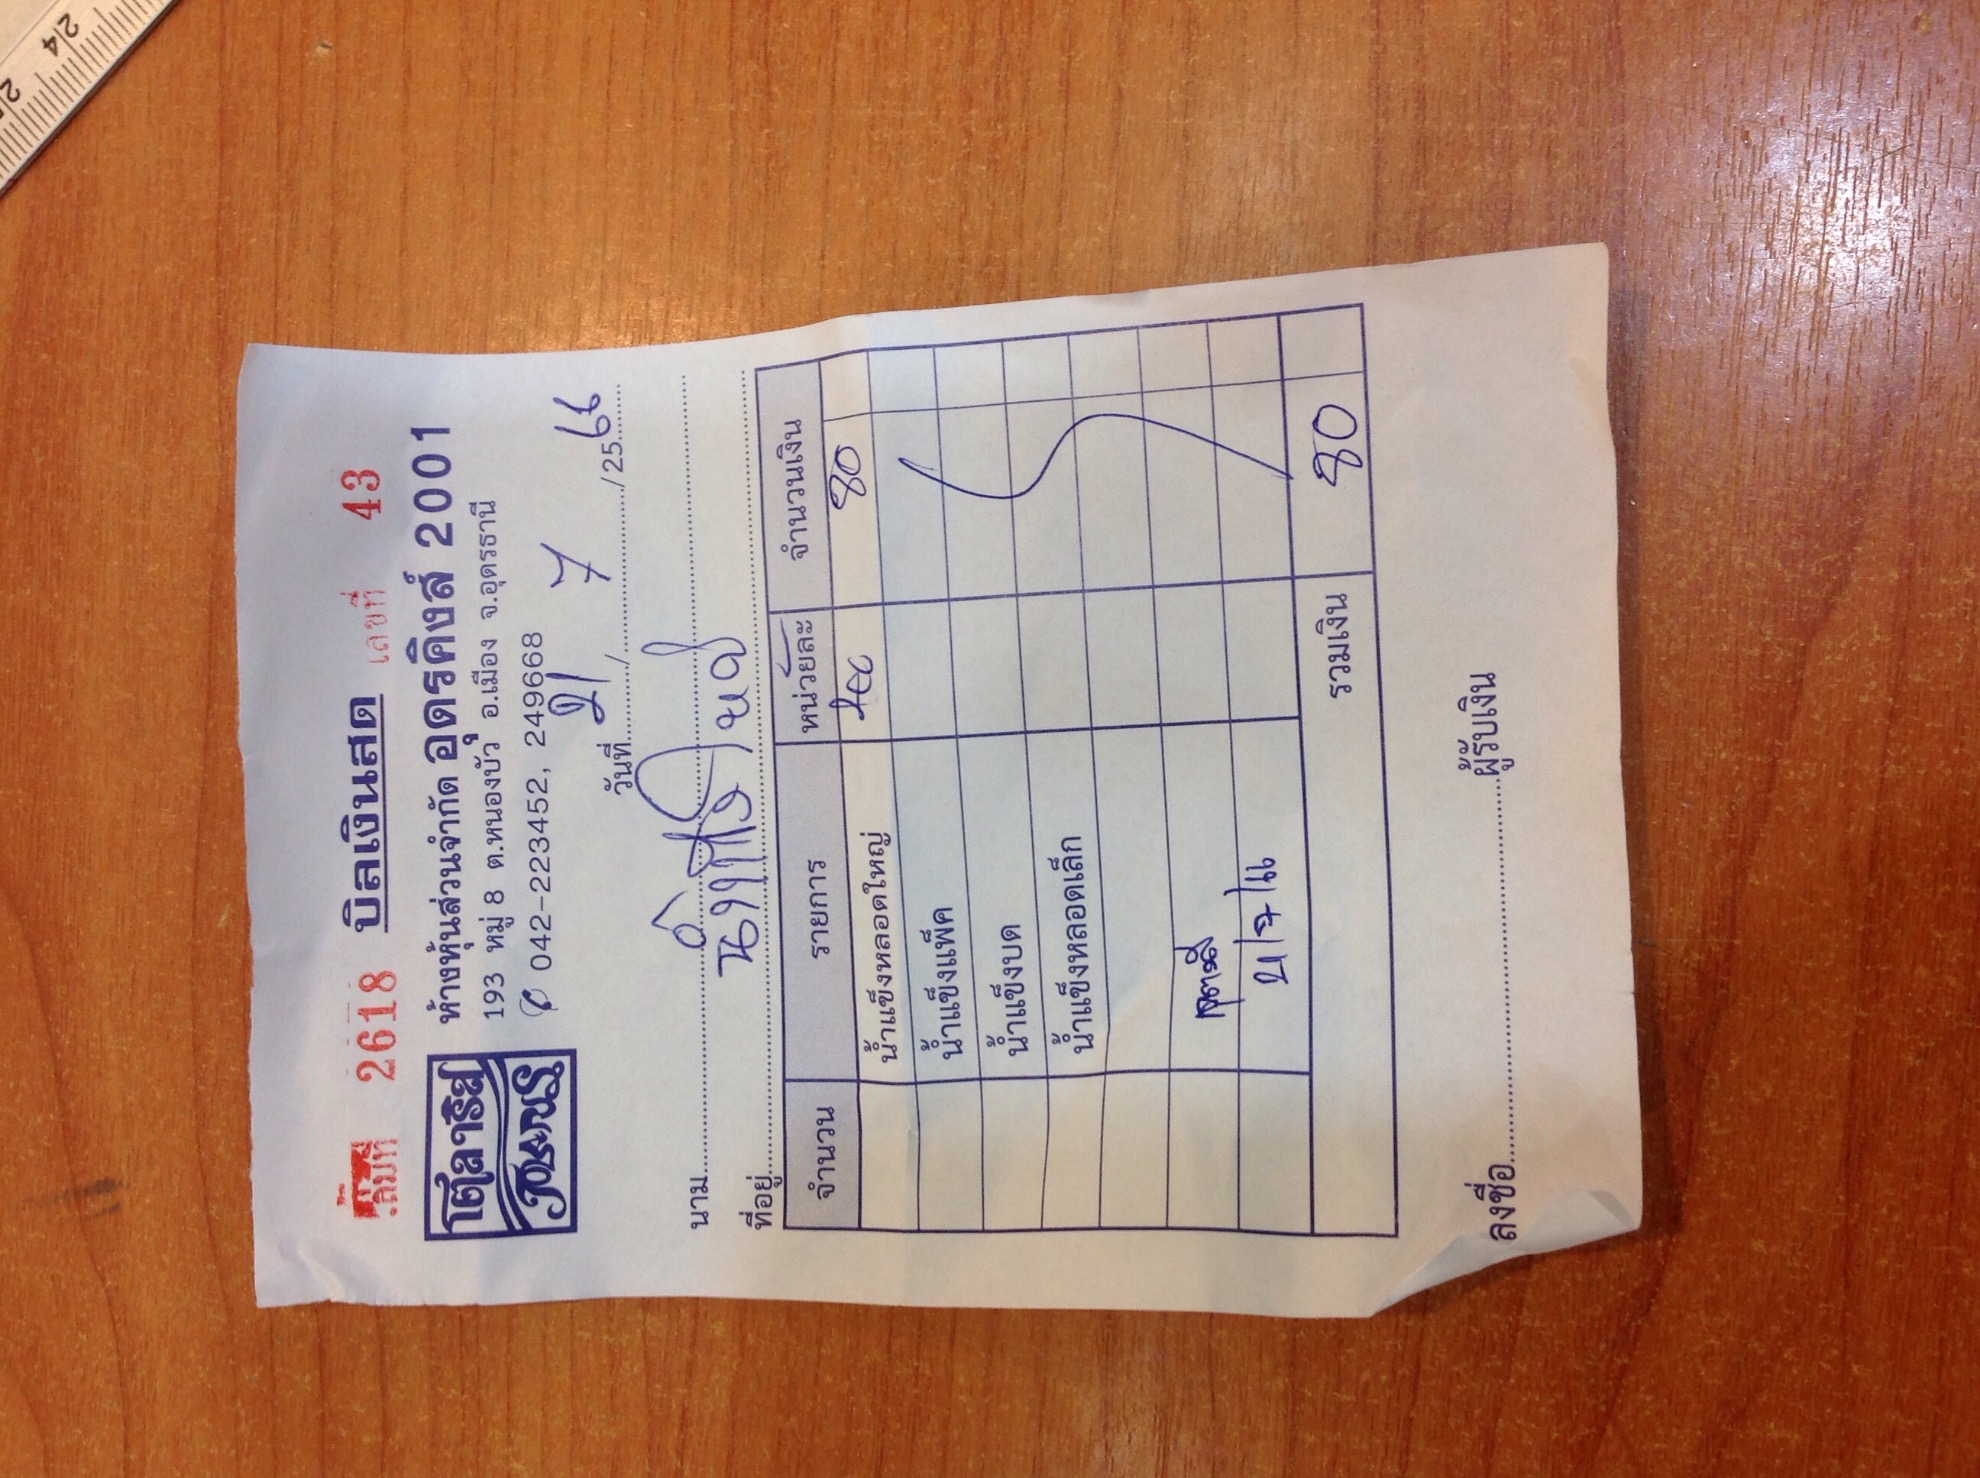 เล่มที่ 2618 บิลเงินสด เลขที่ 43
โตลาริส
ห้างหุ้นส่วนจำกัด อุดรคิงส์ 2001
193 หมู่ 8 ต.หนองบัว อ.เมือง จ.อุดรธานี
042-223452, 249668
วันที่ 21 / 7 / 2566
นาม
ที่อยู่
จำนวน รายการ หน่วยละ จำนวนเงิน
น้ำแข็งหลอดใหญ่ 80
น้ำแข็งแพ็ค
น้ำแข็งบด
น้ำแข็งหลอดเล็ก
21/7/66
รวมเงิน 80
ลงชื่อ ผู้รับเงิน
24